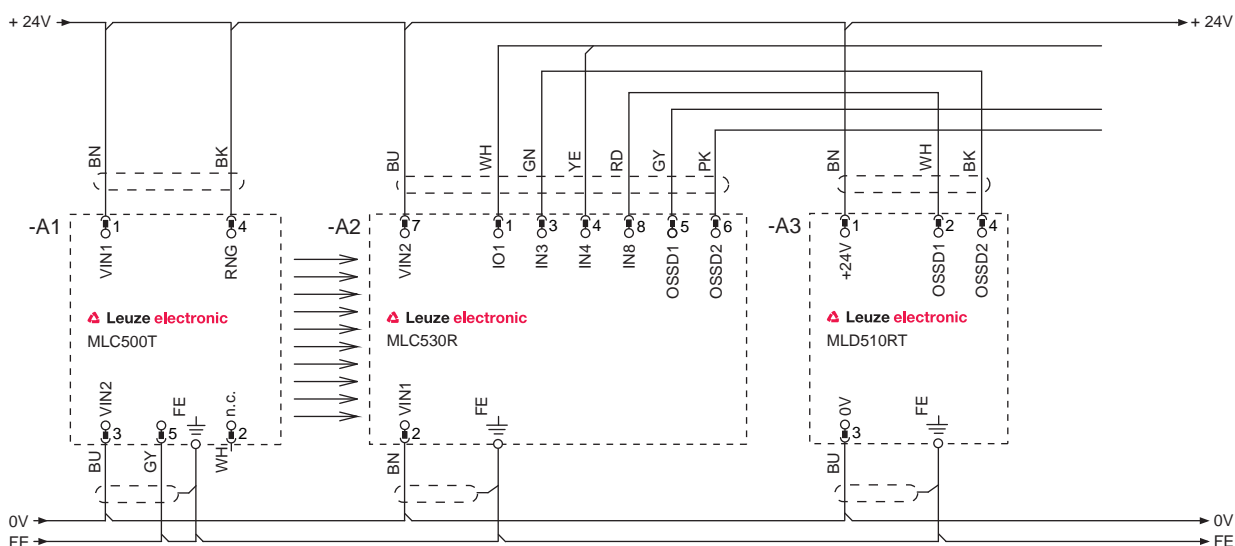 + 24V
+ 24V
BN
BK
BU
WH
GN
YE
RD
GY
PK
BN
WH
BK
-A1
1
4
-A2
7
1
3
4
8
5
6
-A3
1
2
4
VIN1
RNG
VIN2
IO1
IN3
IN4
IN8
OSSD1
OSSD2
+24V
OSSD1
OSSD2
Leuze electronic
MLC500T
Leuze electronic
MLC530R
Leuze electronic
MLD510RT
VIN2
FE
n.c.
VIN1
FE
0V
FE
3
5
2
2
3
BU
GY
WH
BN
BU
0V
0V
FE
FE